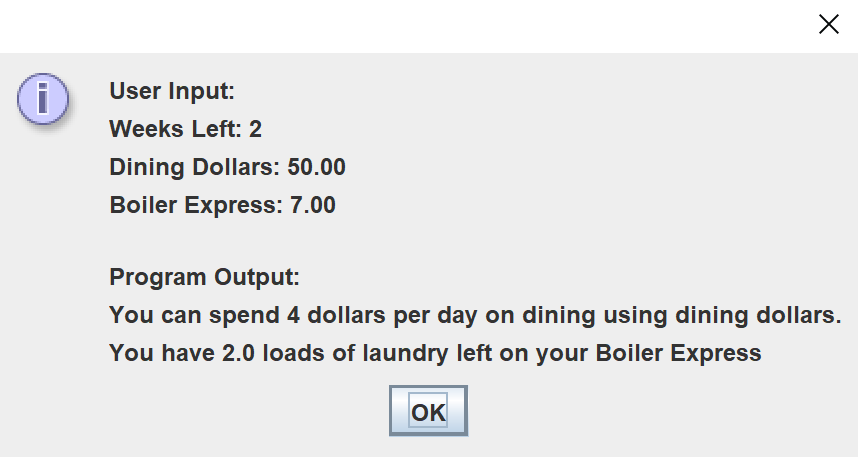 User Input:
Weeks Left: 2
Dining Dollars: 50.00
Boiler Express: 7.00
Program Output:
You can spend 4 dollars per day on dining using dining dollars.
You have 2.0 loads of laundry left on your Boiler Express
OK